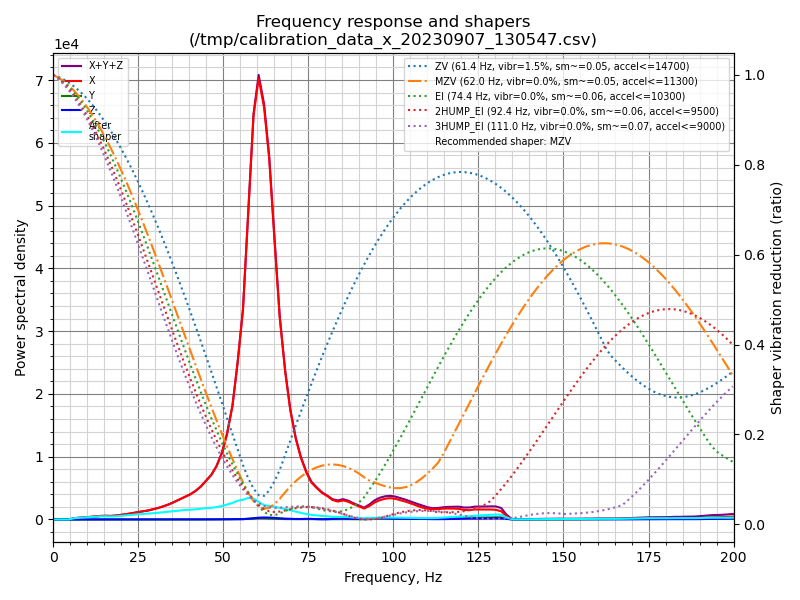 Frequency response and shapers
(/tmp/calibration_data_x_20230907_130547.csv)
1e4
X+Y+Z
X
Y
Z
After
shaper
ZV (61.4 Hz, vibr=1.5%, sm~=0.05, accel<=14700)
MZV (62.0 Hz, vibr=0.0%, sm~=0.05, accel<=11300)
EI (74.4 Hz, vibr=0.0%, sm~=0.06, accel<=10300)
2HUMP_EI (92.4 Hz, vibr=0.0%, sm~=0.06, accel<=9500)
3HUMP_EI (111.0 Hz, vibr=0.0%, sm~=0.07, accel<=9000)
Recommended shaper: MZV
7
6
5
4
3
2
1
0
Power spectral density
1.0
0.8
0.6
0.4
0.2
0.0
Shaper vibration reduction (ratio)
0 25 50 75 100 125 150 175 200
Frequency, Hz